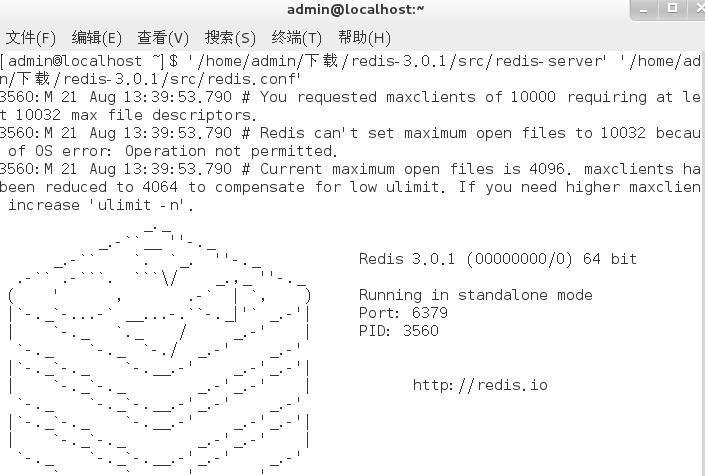 admin@localhost:~
文件(F) 编辑(E) 查看(V) 搜索(S) 终端(T) 帮助(H)
[admin@localhost ~]$ '/home/admin/下载/redis-3.0.1/src/redis-server' '/home/ad
n/下载/redis-3.0.1/src/redis.conf'
3560:M 21 Aug 13:39:53.790 # You requested maxclients of 10000 requiring at le
t 10032 max file descriptors.
3560:M 21 Aug 13:39:53.790 # Redis can't set maximum open files to 10032 becau
 of OS error: Operation not permitted.
3560:M 21 Aug 13:39:53.790 # Current maximum open files is 4096. maxclients ha
been reduced to 4064 to compensate for low ulimit. If you need higher maxclien
 increase 'ulimit -n'.
Redis 3.0.1 (00000000/0) 64 bit
Running in standalone mode
Port: 6379
PID: 3560
http://redis.io